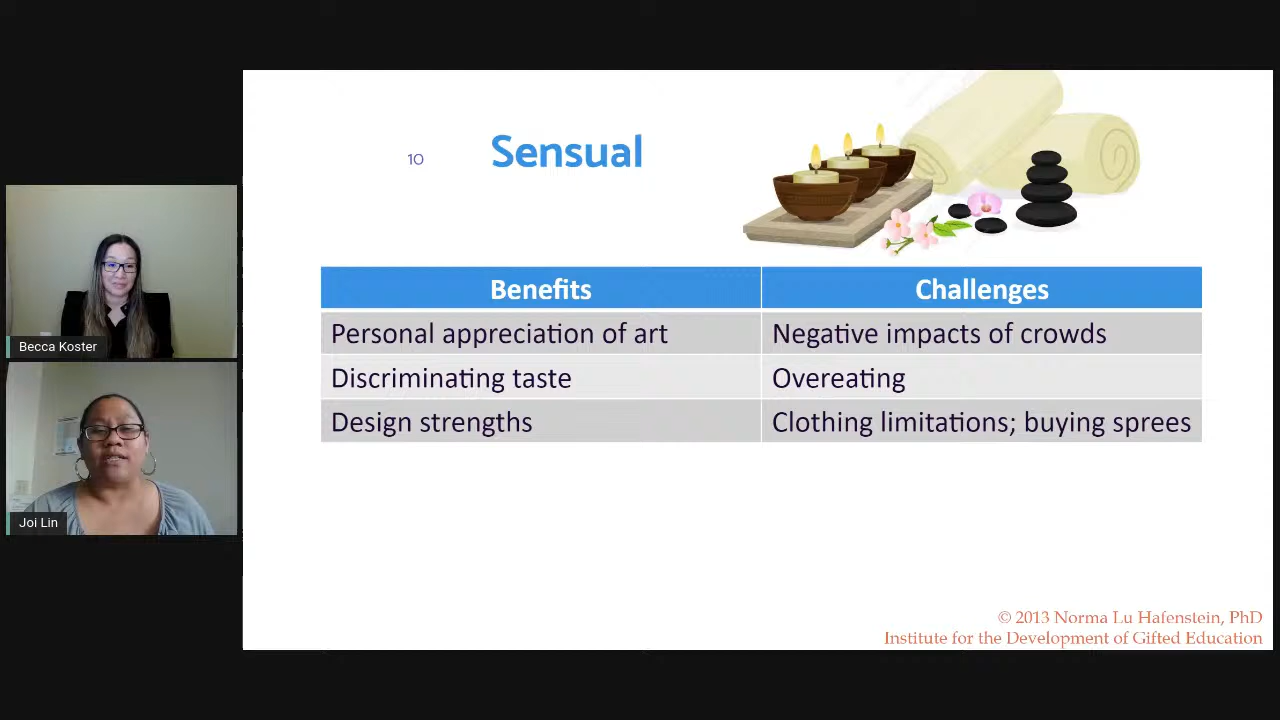 10
Sensual
Benefits
Challenges
Personal appreciation of art
Negative impacts of crowds
Discriminating taste
Overeating
Design strengths
Clothing limitations; buying sprees
Becca Koster
Joi Lin
© 2013 Norma Lu Hafenstein, PhD
Institute for the Development of Gifted Education